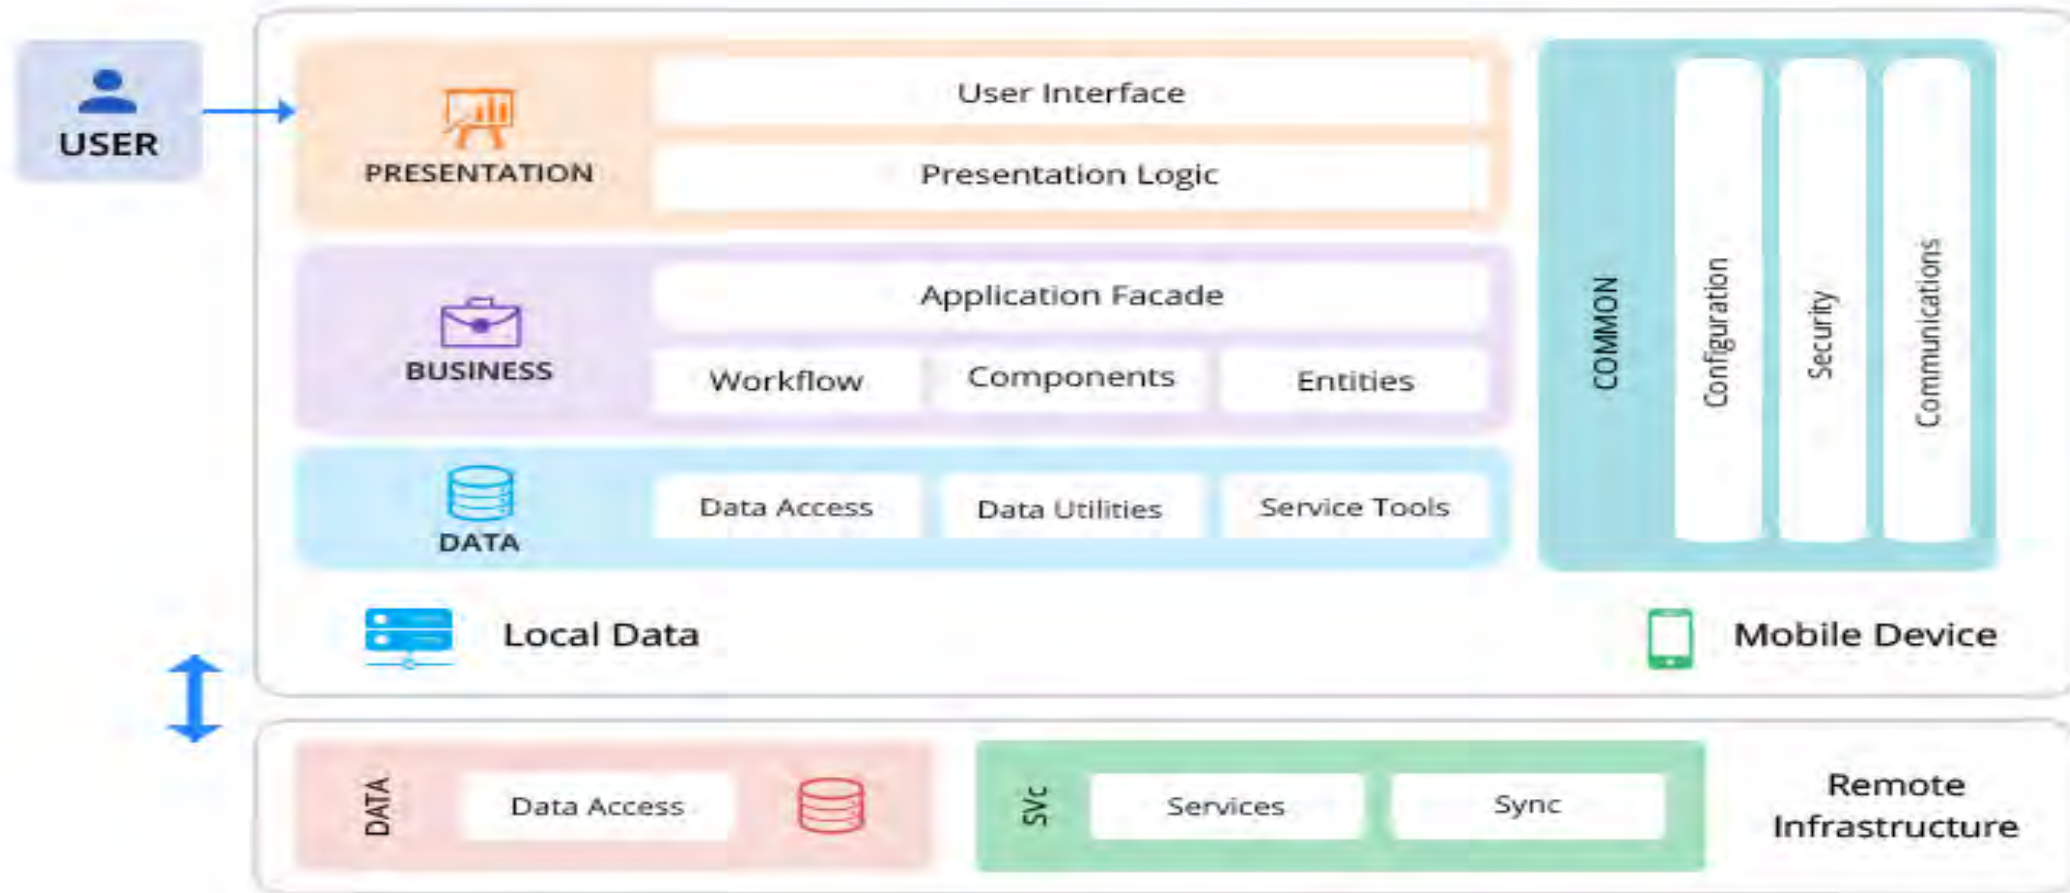 USER
PRESENTATION
User Interface
Presentation Logic
BUSINESS
Application Facade
Workflow
Components
Entities
DATA
Data Access
Data Utilities
Service Tools
COMMON
Configuration
Security
Communications
Local Data
Mobile Device
DATA
Data Access
SVc
Services
Sync
Remote
Infrastructure